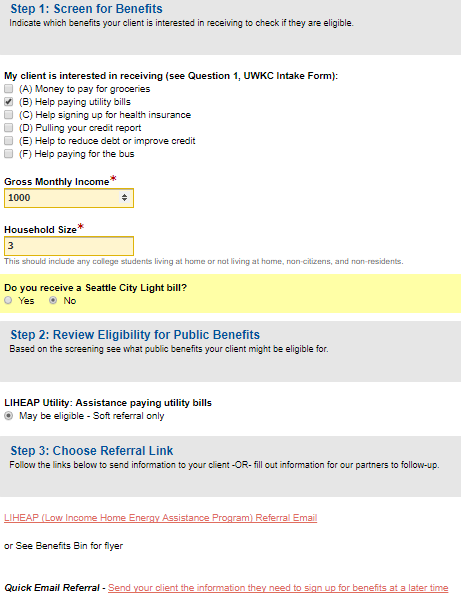 Step 1: Screen for Benefits
Indicate which benefits your client is interested in receiving to check if they are eligible.
My client is interested in receiving (see Question 1, UWKC Intake Form):
(A) Money to pay for groceries
(B) Help paying utility bills
(C) Help signing up for health insurance
(D) Pulling your credit report
(E) Help to reduce debt or improve credit
(F) Help paying for the bus
Gross Monthly Income*
1000
Household Size*
3
This should include any college students living at home or not living at home, non-citizens, and non-residents.
Do you receive a Seattle City Light bill?
Yes No
Step 2: Review Eligibility for Public Benefits
Based on the screening see what public benefits your client might be eligible for.
LIHEAP Utility: Assistance paying utility bills
May be eligible - Soft referral only
Step 3: Choose Referral Link
Follow the links below to send information to your client -OR- fill out information for our partners to follow-up.
LIHEAP (Low Income Home Energy Assistance Program) Referral Email
or See Benefits Bin for flyer
Quick Email Referral - Send your client the information they need to sign up for benefits at a later time